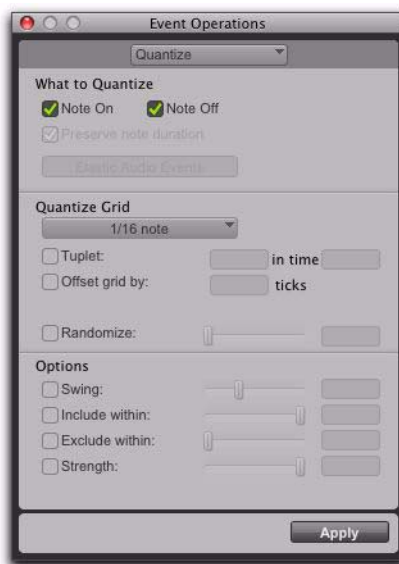 Event Operations
Quantize
What to Quantize
Note On Note Off
Preserve note duration
Elastic Audio Events
Quantize Grid
1/16 note
Tuplet: in time
Offset grid by: ticks
Randomize:
Options
Swing:
Include within:
Exclude within:
Strength:
Apply